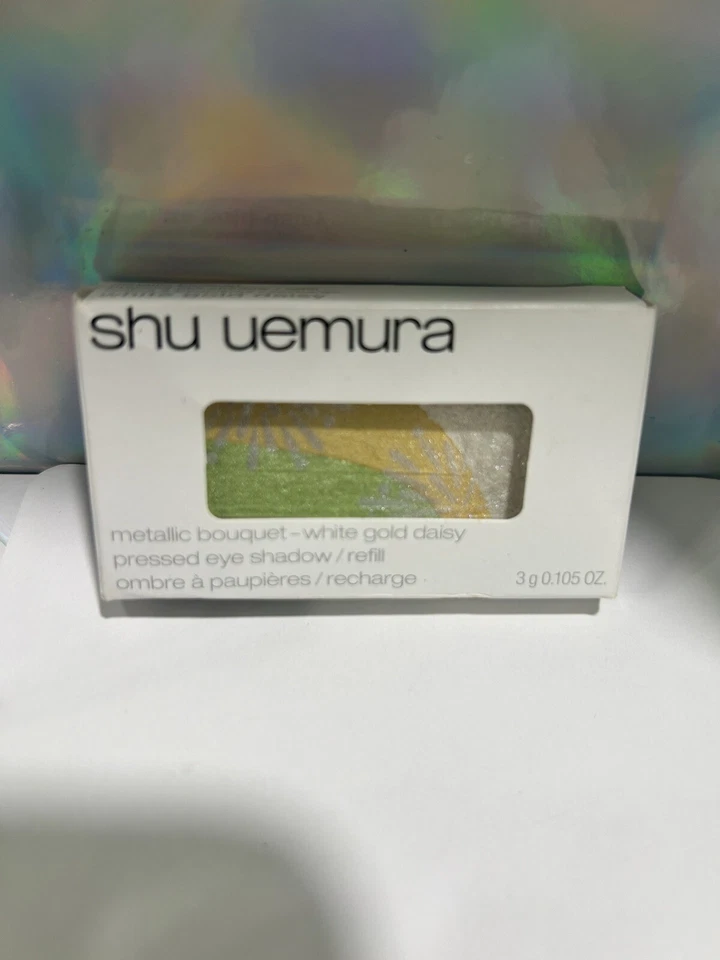 shu uemura
metallic bouquet – white gold daisy
pressed eye shadow / refill
ombre à paupières / recharge
3 g 0.105 OZ.